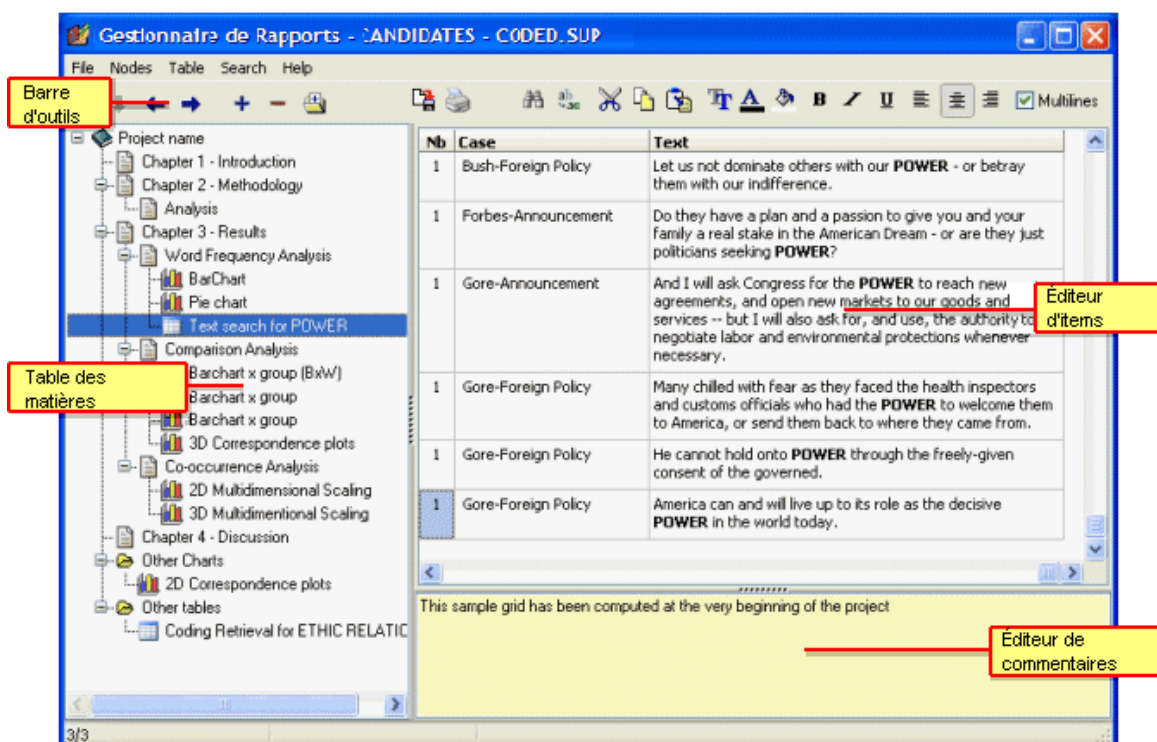 Gestionnaire de Rapports - CANDIDATES - CODED.SUP
File Nodes Table Search Help
Barre
d'outils
Multilines
Project name
Chapter 1 - Introduction
Chapter 2 - Methodology
Analysis
Chapter 3 - Results
Word Frequency Analysis
BarChart
Pie chart
Text search for POWER
Comparison Analysis
Barchart x group (BxW)
Barchart x group
Barchart x group
3D Correspondence plots
Co-occurrence Analysis
2D Multidimensional Scaling
3D Multidimentional Scaling
Chapter 4 - Discussion
Other Charts
2D Correspondence plots
Other tables
Coding Retrieval for ETHIC RELATIC
Table des
matières
Nb Case Text
1 Bush-Foreign Policy Let us not dominate others with our POWER - or betray
them with our indifference.
1 Forbes-Announcement Do they have a plan and a passion to give you and your
family a real stake in the American Dream - or are they just
politicians seeking POWER?
1 Gore-Announcement And I will ask Congress for the POWER to reach new
agreements, and open new markets to our goods and
services -- but I will also ask for, and use, the authority to
negotiate labor and environmental protections whenever
necessary.
1 Gore-Foreign Policy Many chilled with fear as they faced the health inspectors
and customs officials who had the POWER to welcome them
to America, or send them back to where they came from.
1 Gore-Foreign Policy He cannot hold onto POWER through the freely-given
consent of the governed.
1 Gore-Foreign Policy America can and will live up to its role as the decisive
POWER in the world today.
Éditeur
d'items
This sample grid has been computed at the very beginning of the project
Éditeur de
commentaires
3/3